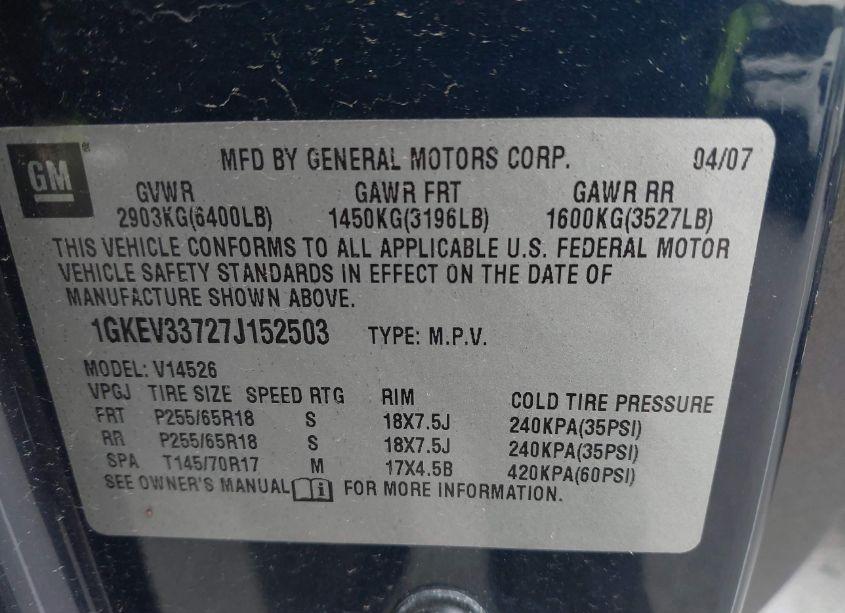 GM
MFD BY GENERAL MOTORS CORP. 04/07
GVWR GAWR FRT GAWR RR
2903KG(6400LB) 1450KG(3196LB) 1600KG(3527LB)
THIS VEHICLE CONFORMS TO ALL APPLICABLE U.S. FEDERAL MOTOR
VEHICLE SAFETY STANDARDS IN EFFECT ON THE DATE OF
MANUFACTURE SHOWN ABOVE.
1GKEV33727J152503 TYPE: M.P.V.
MODEL: V14526
VPGJ TIRE SIZE SPEED RTG RIM COLD TIRE PRESSURE
FRT P255/65R18 S 18X7.5J 240KPA(35PSI)
RR P255/65R18 S 18X7.5J 240KPA(35PSI)
SPA T145/70R17 M 17X4.5B 420KPA(60PSI)
SEE OWNER'S MANUAL FOR MORE INFORMATION.